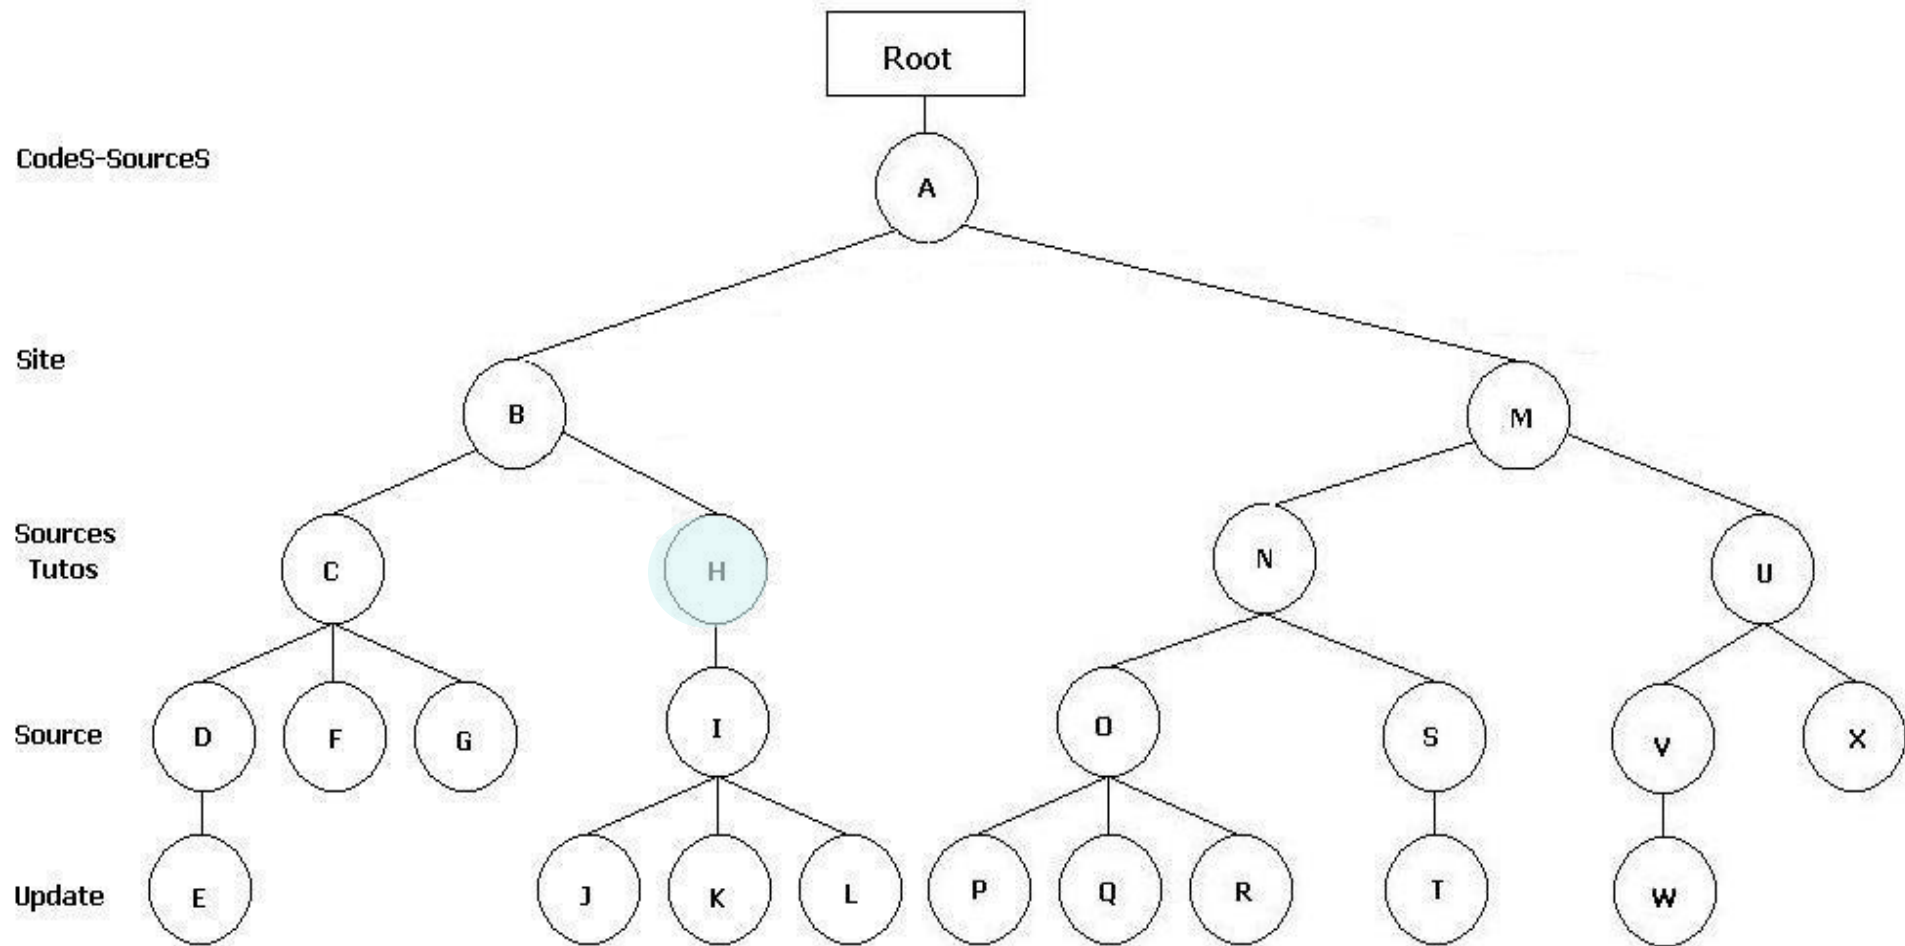 Root
CodeS-SourceS
A
Site
B
M
Sources
Tutos
C
H
N
U
Source
D
F
G
I
O
S
V
X
Update
E
J
K
L
P
Q
R
T
W